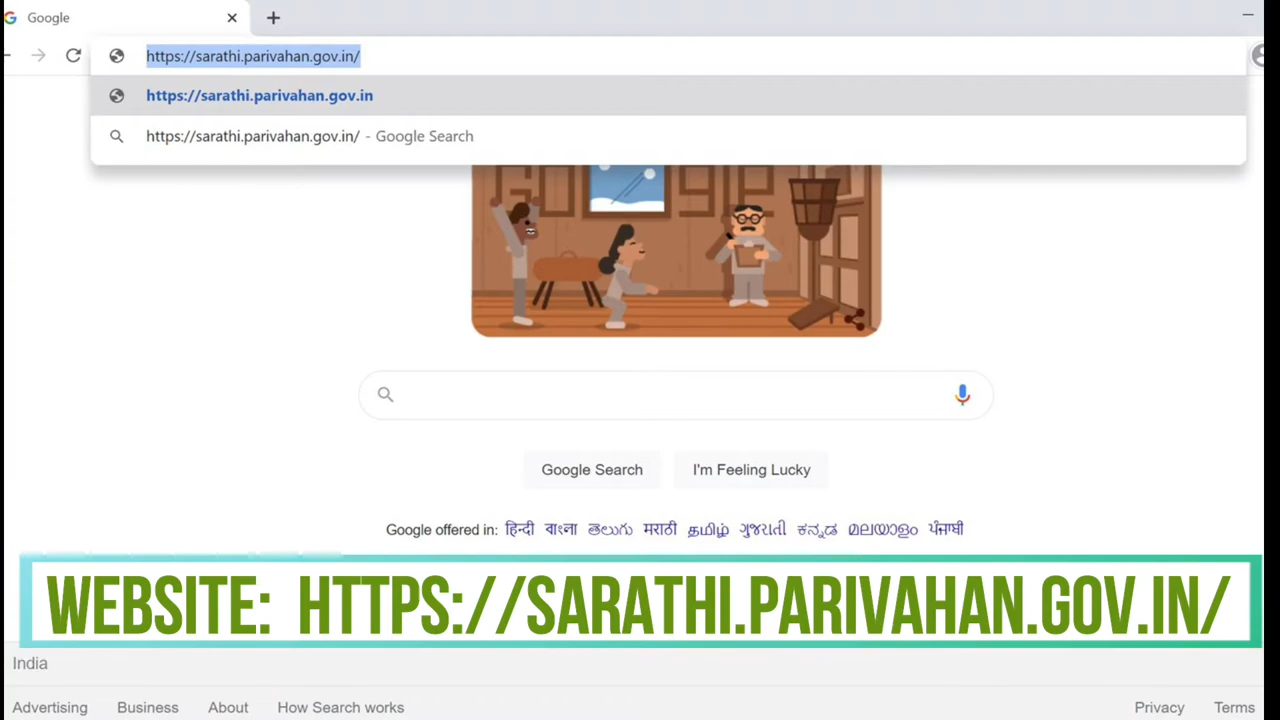 Google
https://sarathi.parivahan.gov.in/
https://sarathi.parivahan.gov.in
https://sarathi.parivahan.gov.in/ - Google Search
Google Search I'm Feeling Lucky
Google offered in: हिन्दी বাংলা తెలుగు मराठी தமிழ் ગુજરાતી ಕನ್ನಡ മലയാളം ਪੰਜਾਬੀ
WEBSITE: HTTPS://SARATHI.PARIVAHAN.GOV.IN/
India
Advertising Business About How Search works Privacy Terms